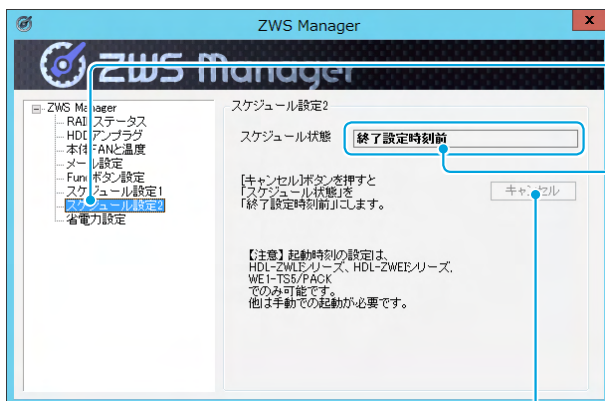 ZWS Manager
x
ZWS Manager
ZWS Manager
RAIDステータス
HDDアンプラグ
本体FANと温度
メール設定
Funcボタン設定
スケジュール設定1
スケジュール設定2
省電力設定
スケジュール設定2
スケジュール状態
終了設定時刻前
[キャンセル]ボタンを押すと
「スケジュール状態」を
「終了設定時刻前」にします。
キャンセル
【注意】起動時刻の設定は、
HDL-ZWLEシリーズ、HDL-ZWEEシリーズ、
WE1-TS5/PACK
でのみ可能です。
他は手動での起動が必要です。